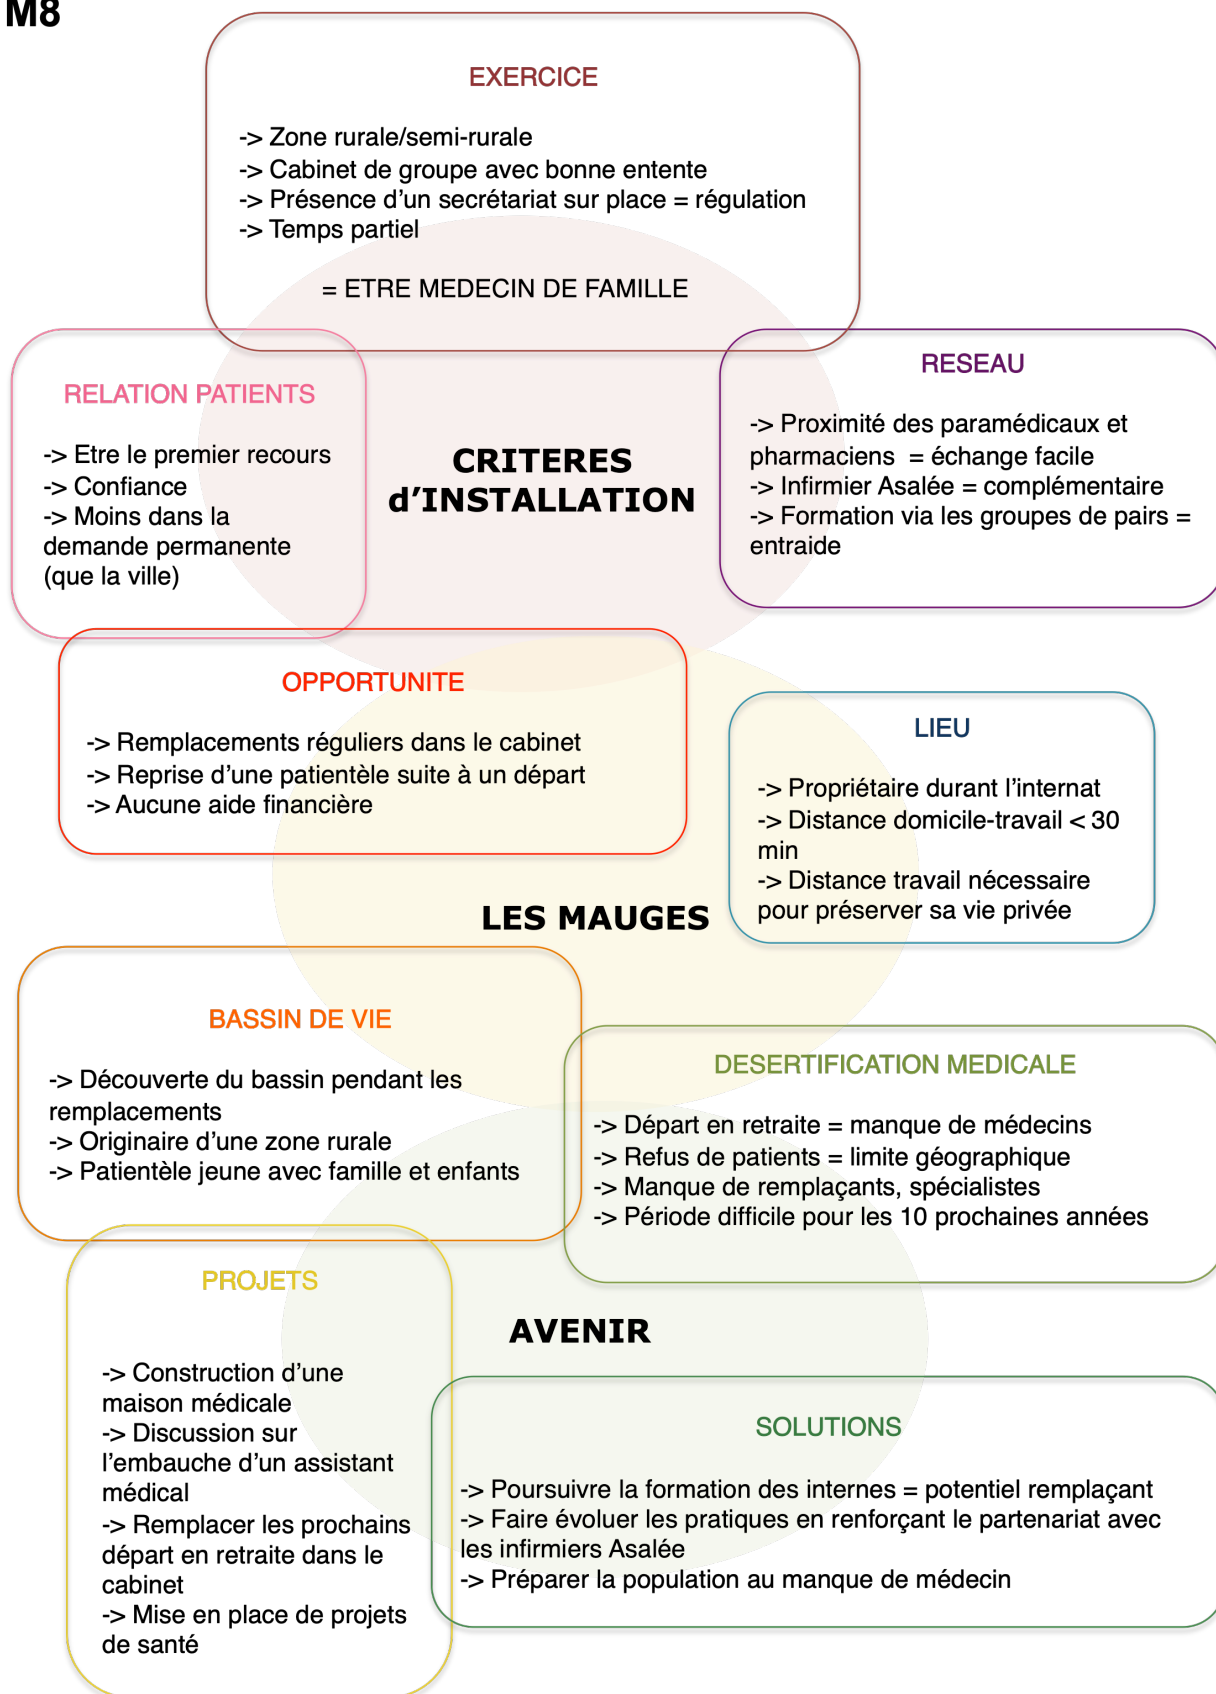 M8
EXERCICE
-> Zone rurale/semi-rurale
-> Cabinet de groupe avec bonne entente
-> Présence d’un secrétariat sur place = régulation
-> Temps partiel
= ETRE MEDECIN DE FAMILLE
RELATION PATIENTS
-> Etre le premier recours
-> Confiance
-> Moins dans la
demande permanente
(que la ville)
CRITERES
d’INSTALLATION
RESEAU
-> Proximité des paramédicaux et
pharmaciens = échange facile
-> Infirmier Asalée = complémentaire
-> Formation via les groupes de pairs =
entraide
OPPORTUNITE
-> Remplacements réguliers dans le cabinet
-> Reprise d’une patientèle suite à un départ
-> Aucune aide financière
LIEU
-> Propriétaire durant l’internat
-> Distance domicile-travail < 30
min
-> Distance travail nécessaire
pour préserver sa vie privée
LES MAUGES
BASSIN DE VIE
-> Découverte du bassin pendant les
remplacements
-> Originaire d’une zone rurale
-> Patientèle jeune avec famille et enfants
DESERTIFICATION MEDICALE
-> Départ en retraite = manque de médecins
-> Refus de patients = limite géographique
-> Manque de remplaçants, spécialistes
-> Période difficile pour les 10 prochaines années
PROJETS
-> Construction d’une
maison médicale
-> Discussion sur
l’embauche d’un assistant
médical
-> Remplacer les prochains
départ en retraite dans le
cabinet
-> Mise en place de projets
de santé
AVENIR
SOLUTIONS
-> Poursuivre la formation des internes = potentiel remplaçant
-> Faire évoluer les pratiques en renforçant le partenariat avec
les infirmiers Asalée
-> Préparer la population au manque de médecin